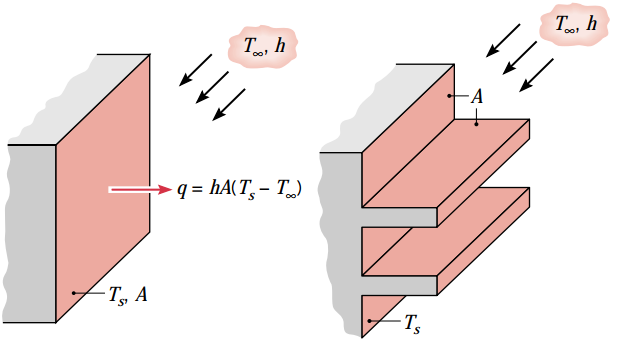 T∞, h
q = hA(Ts – T∞)
Ts, A
T∞, h
A
Ts